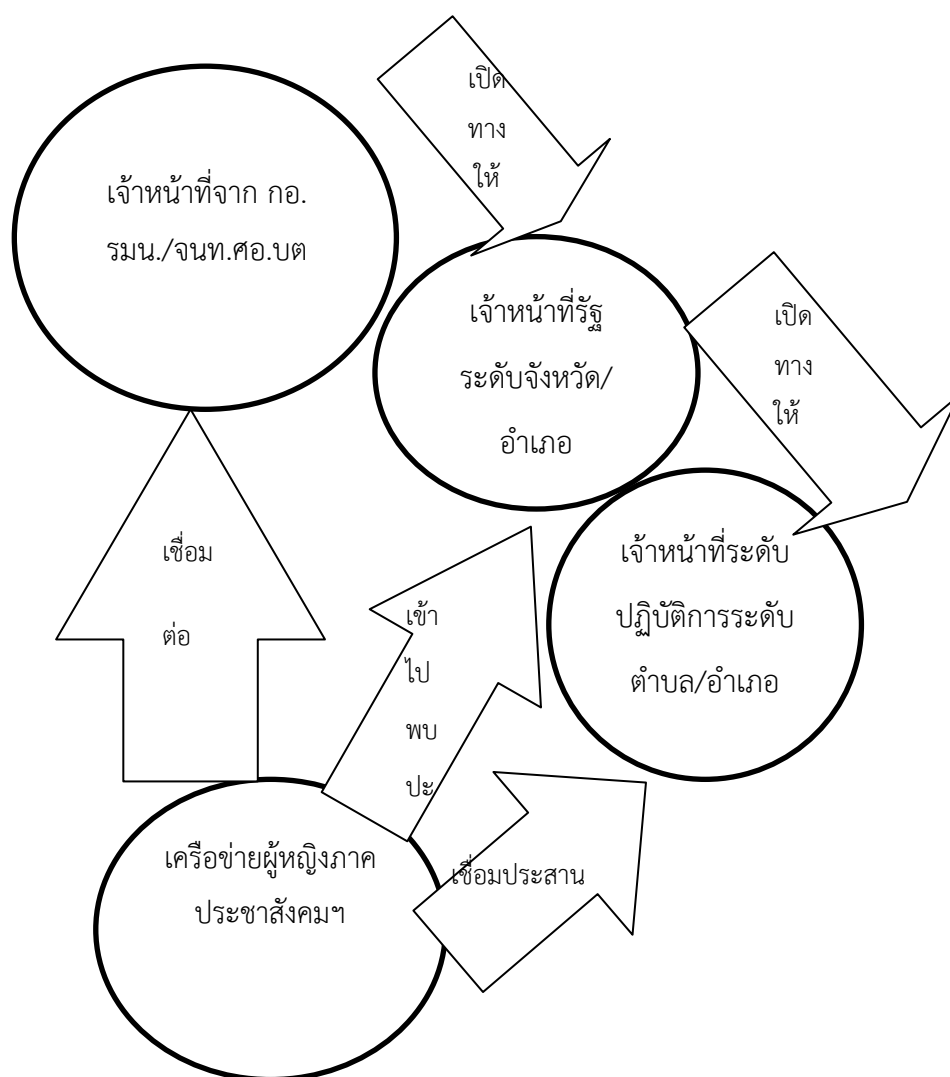 เปิด
ทาง
ให้
เจ้าหน้าที่จาก กอ.
รมน./จนท.ศอ.บต
เจ้าหน้าที่รัฐ
ระดับจังหวัด/
อำเภอ
เปิด
ทาง
ให้
เจ้าหน้าที่ระดับ
ปฏิบัติการระดับ
ตำบล/อำเภอ
เชื่อม
ต่อ
เข้า
ไป
พบ
ปะ
เครือข่ายผู้หญิงภาค
ประชาสังคมฯ
เชื่อมประสาน